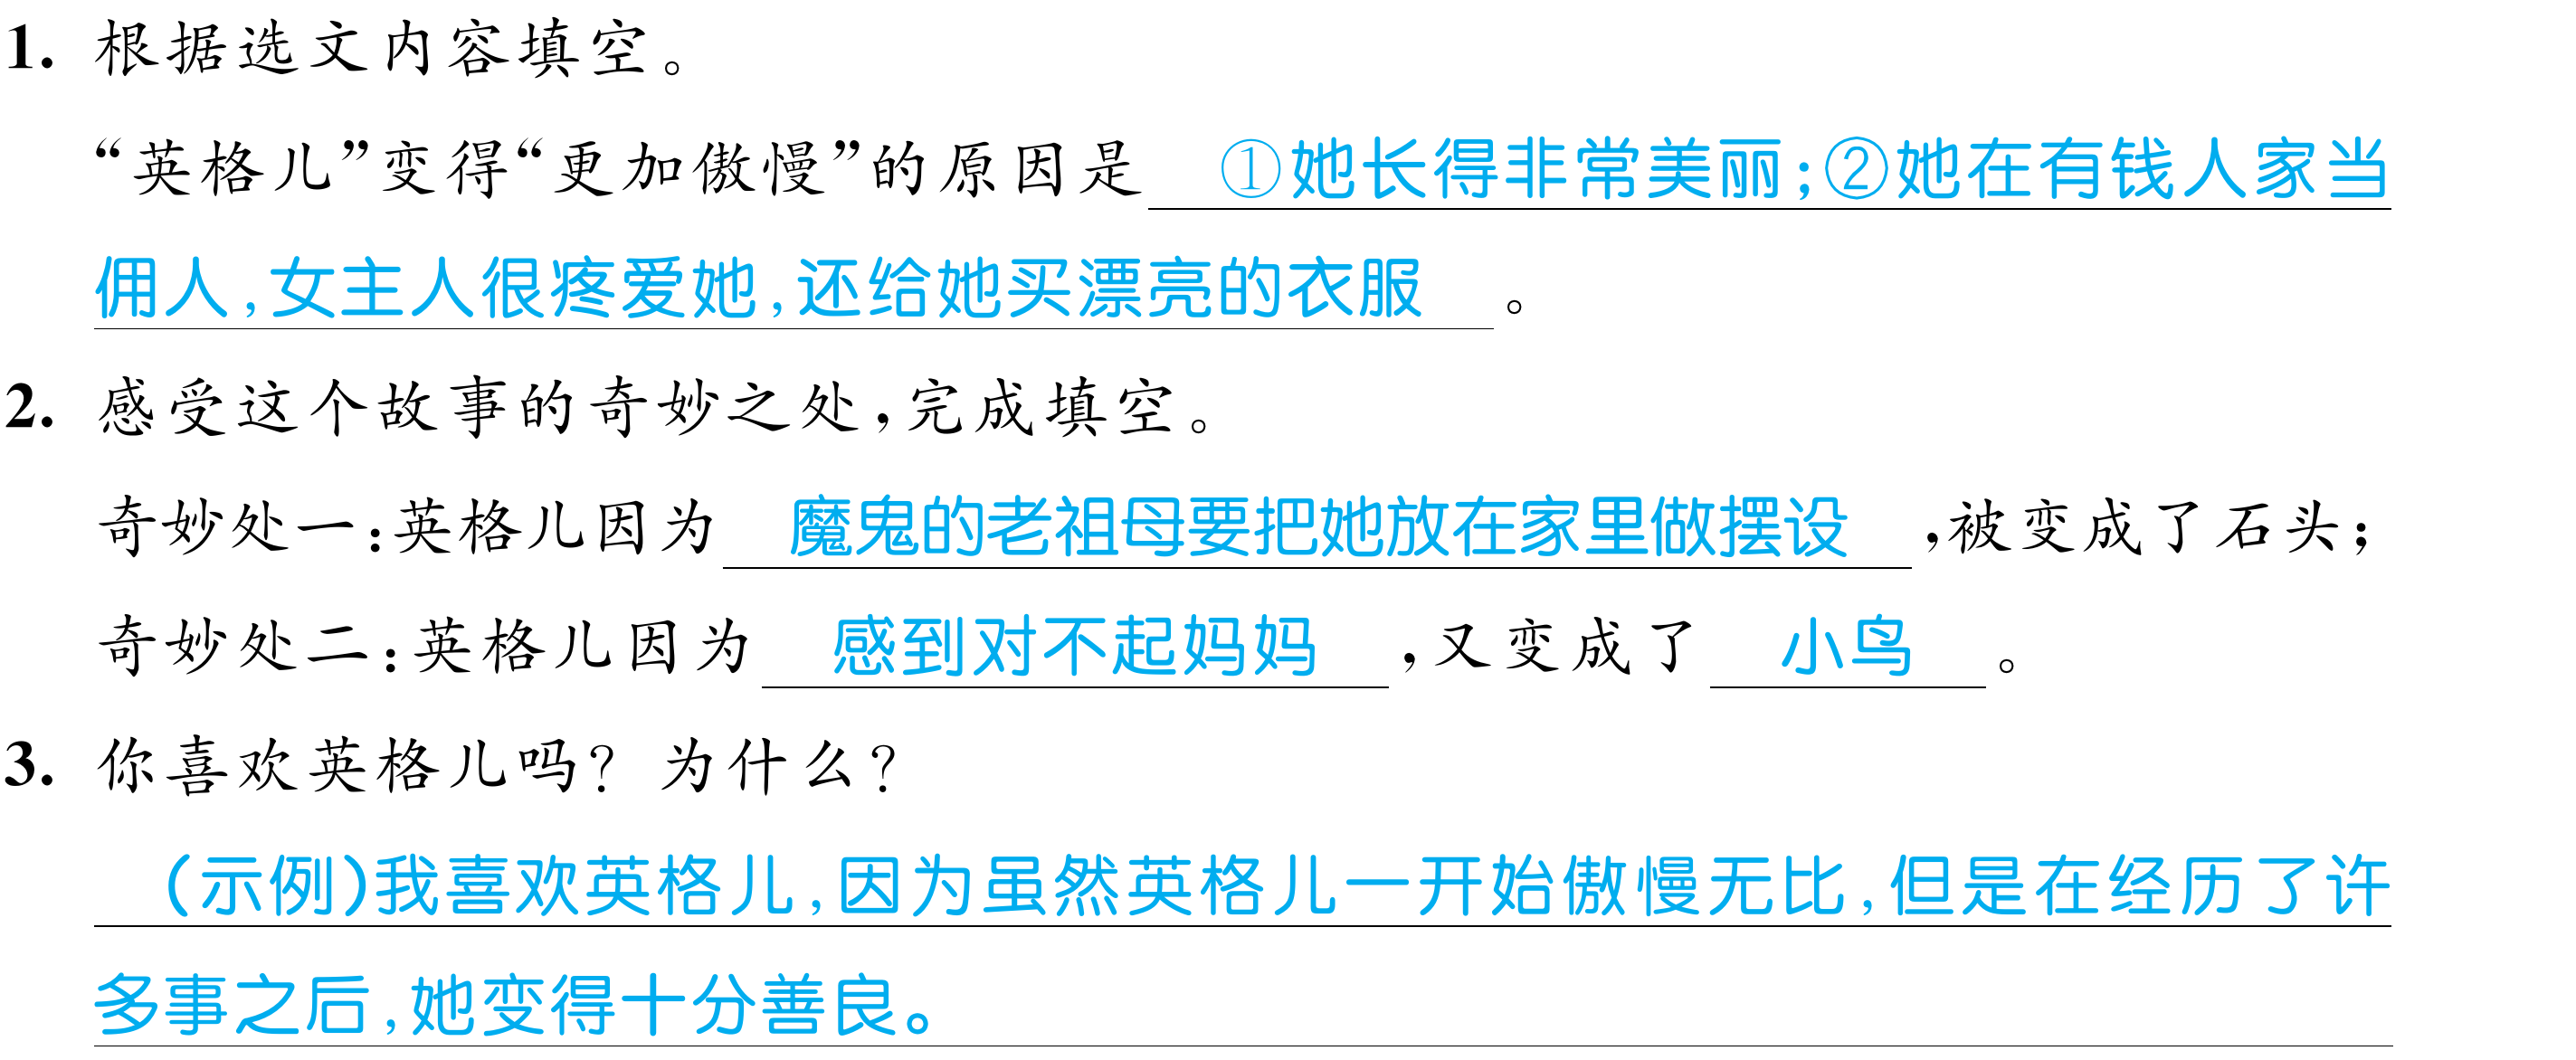 1. 根据选文内容填空。
“英格儿”变得“更加傲慢”的原因是 ①她长得非常美丽;②她在有钱人家当
佣人,女主人很疼爱她,还给她买漂亮的衣服 。
2. 感受这个故事的奇妙之处,完成填空。
奇妙处一:英格儿因为 魔鬼的老祖母要把她放在家里做摆设 ,被变成了石头;
奇妙处二:英格儿因为 感到对不起妈妈 ,又变成了 小鸟 。
3. 你喜欢英格儿吗? 为什么?
(示例)我喜欢英格儿,因为虽然英格儿一开始傲慢无比,但是在经历了许
多事之后,她变得十分善良。